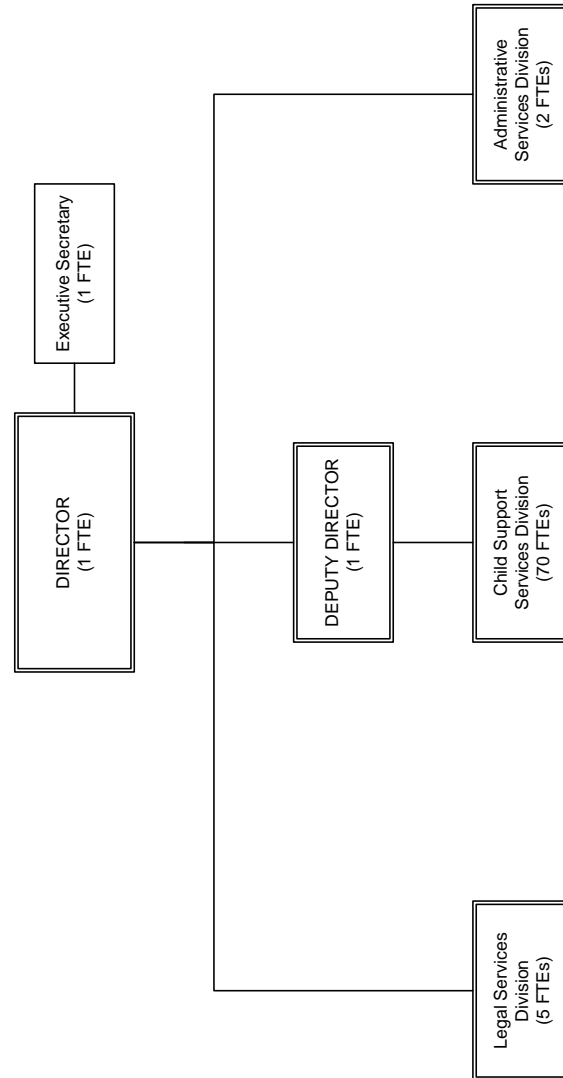 DIRECTOR
(1 FTE)
Executive Secretary
(1 FTE)
DEPUTY DIRECTOR
(1 FTE)
Legal Services
Division
(5 FTEs)
Child Support
Services Division
(70 FTEs)
Administrative
Services Division
(2 FTEs)